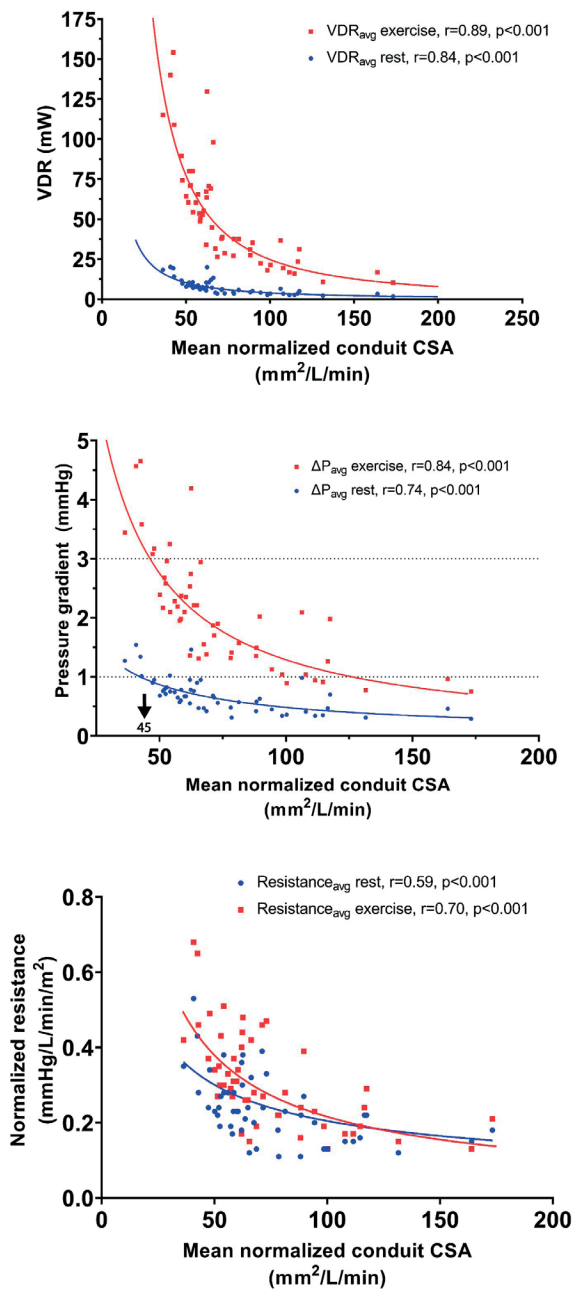 VDRavg exercise, r=0.89, p<0.001
VDRavg rest, r=0.84, p<0.001
VDR (mW)
175
150
125
100
75
50
25
0
0 50 100 150 200 250
Mean normalized conduit CSA
(mm²/L/min)
ΔPavg exercise, r=0.84, p<0.001
ΔPavg rest, r=0.74, p<0.001
Pressure gradient (mmHg)
5
4
3
2
1
0
45
50 100 150 200
Mean normalized conduit CSA
(mm²/L/min)
Resistanceavg rest, r=0.59, p<0.001
Resistanceavg exercise, r=0.70, p<0.001
Normalized resistance
(mmHg/L/min/m²)
0.8
0.6
0.4
0.2
0.0
0 50 100 150 200
Mean normalized conduit CSA
(mm²/L/min)